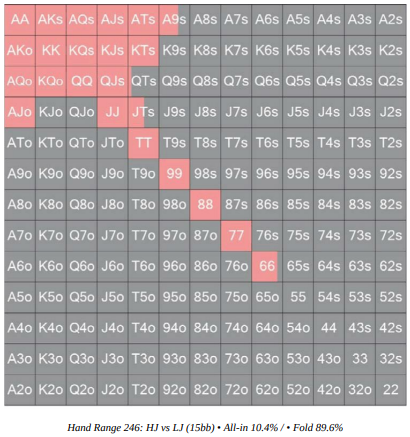 AA AKs AQs AJs ATs A9s A8s A7s A6s A5s A4s A3s A2s
AKo KK KQs KJs KTs K9s K8s K7s K6s K5s K4s K3s K2s
AQo KQo QQ QJs QTs Q9s Q8s Q7s Q6s Q5s Q4s Q3s Q2s
AJo KJo QJo JJ JTs J9s J8s J7s J6s J5s J4s J3s J2s
ATo KTo QTo JTo TT T9s T8s T7s T6s T5s T4s T3s T2s
A9o K9o Q9o J9o T9o 99 98s 97s 96s 95s 94s 93s 92s
A8o K8o Q8o J8o T8o 98o 88 87s 86s 85s 84s 83s 82s
A7o K7o Q7o J7o T7o 97o 87o 77 76s 75s 74s 73s 72s
A6o K6o Q6o J6o T6o 96o 86o 76o 66 65s 64s 63s 62s
A5o K5o Q5o J5o T5o 95o 85o 75o 65o 55 54s 53s 52s
A4o K4o Q4o J4o T4o 94o 84o 74o 64o 54o 44 43s 42s
A3o K3o Q3o J3o T3o 93o 83o 73o 63o 53o 43o 33 32s
A2o K2o Q2o J2o T2o 92o 82o 72o 62o 52o 42o 32o 22
Hand Range 246: HJ vs LJ (15bb) • All-in 10.4% / • Fold 89.6%